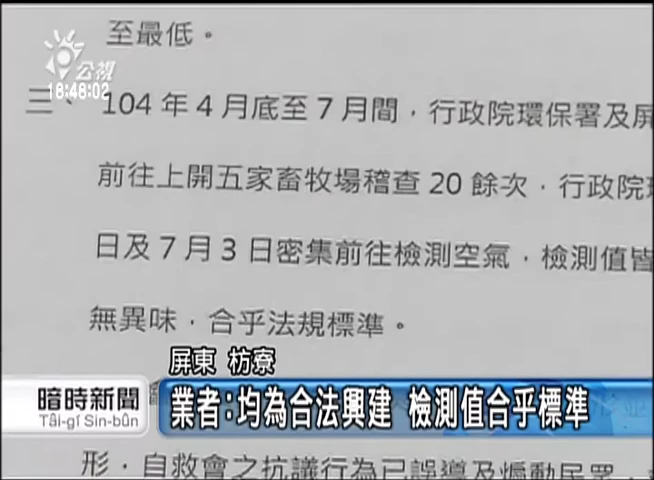 至最低。
公視
18:48:02
三、104 年 4 月底至 7 月間，行政院環保署及屏
前往上開五家畜牧場稽查 20 餘次，行政院環
日及 7 月 3 日密集前往檢測空氣，檢測值皆
無異味，合乎法規標準。
屏東 枋寮
暗時新聞
Tâi-gí Sin-bûn
業者：均為合法興建 檢測值合乎標準
形，自救會之抗議行為已誤導及煽動民眾，